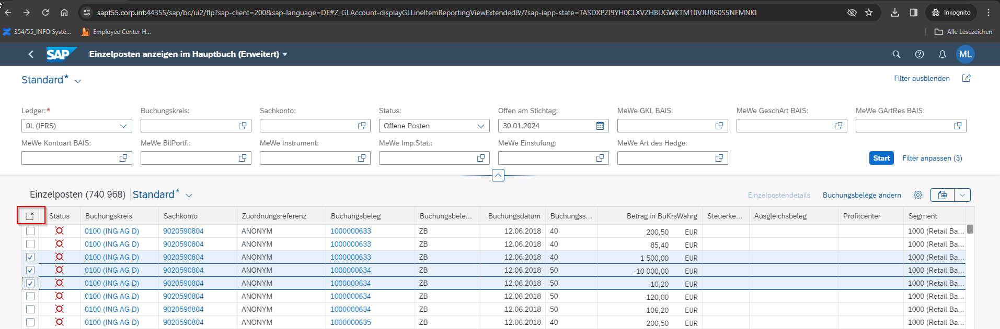 sapt55.corp.int:44355/sap/bc/ui2/flp?sap-client=200&sap-language=DE#Z_GLAccount-displayGLLineItemReportingViewExtended&/?sap-iapp-state=TASDXPZI9YH0CLXVZHBUGWKTM10VJUR60S5NFMNKI Inkognito
354/55_INFO Syste... Employee Center H... Alle Lesezeichen
SAP Einzelposten anzeigen im Hauptbuch (Erweitert) ML
Standard* Filter ausblenden
Ledger:* Buchungskreis: Sachkonto: Status: Offen am Stichtag: MeWe GKL BAIS: MeWe GeschArt BAIS: MeWe GArtRes BAIS:
0L (IFRS) Offene Posten 30.01.2024
MeWe Kontoart BAIS: MeWe BilPortf.: MeWe Instrument: MeWe Imp.Stat.: MeWe Einstufung: MeWe Art des Hedge:
Start Filter anpassen (3)
Einzelposten (740 968) Standard* Einzelpostendetails Buchungsbelege ändern
Status Buchungskreis Sachkonto Zuordnungsreferenz Buchungsbeleg Buchungsbele... Buchungsdatum Buchungss... Betrag in BuKrsWährg Steuerke... Ausgleichsbeleg Profitcenter Segment
0100 (ING AG D) 9020590804 ANONYM 1000000633 ZB 12.06.2018 40 200,50 EUR 1000 (Retail Ba...
0100 (ING AG D) 9020590804 ANONYM 1000000633 ZB 12.06.2018 40 85,40 EUR 1000 (Retail Ba...
0100 (ING AG D) 9020590804 ANONYM 1000000633 ZB 12.06.2018 40 1 500,00 EUR 1000 (Retail Ba...
0100 (ING AG D) 9020590804 ANONYM 1000000634 ZB 12.06.2018 50 -10 000,00 EUR 1000 (Retail Ba...
0100 (ING AG D) 9020590804 ANONYM 1000000634 ZB 12.06.2018 50 -10,20 EUR 1000 (Retail Ba...
0100 (ING AG D) 9020590804 ANONYM 1000000634 ZB 12.06.2018 50 -120,00 EUR 1000 (Retail Ba...
0100 (ING AG D) 9020590804 ANONYM 1000000634 ZB 12.06.2018 50 -106,20 EUR 1000 (Retail Ba...
0100 (ING AG D) 9020590804 ANONYM 1000000635 ZB 12.06.2018 40 200,50 EUR 1000 (Retail Ba...